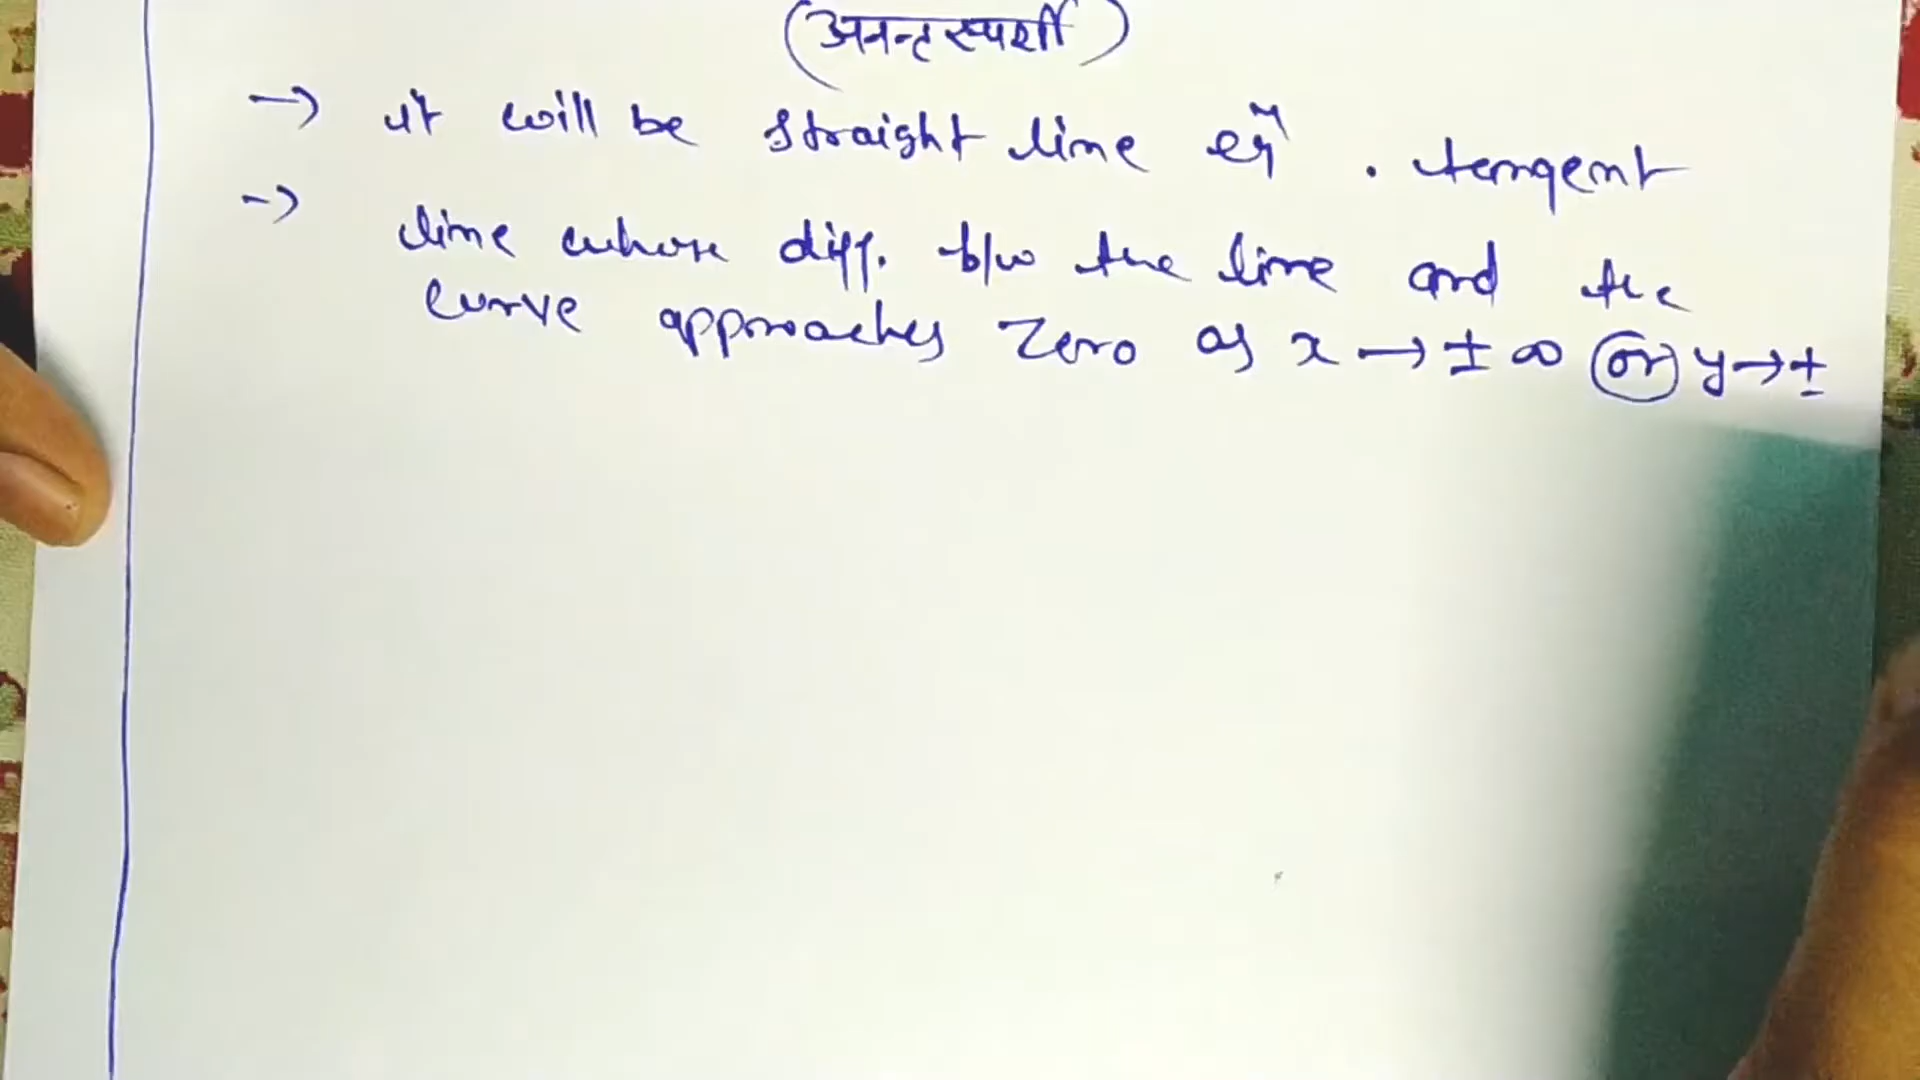 (अनन्तस्पर्शी)
→ it will be straight line eqⁿ. tangent
→ line whose diff. b/w the line and the
curve approaches zero as x → ± ∞ or y → ±